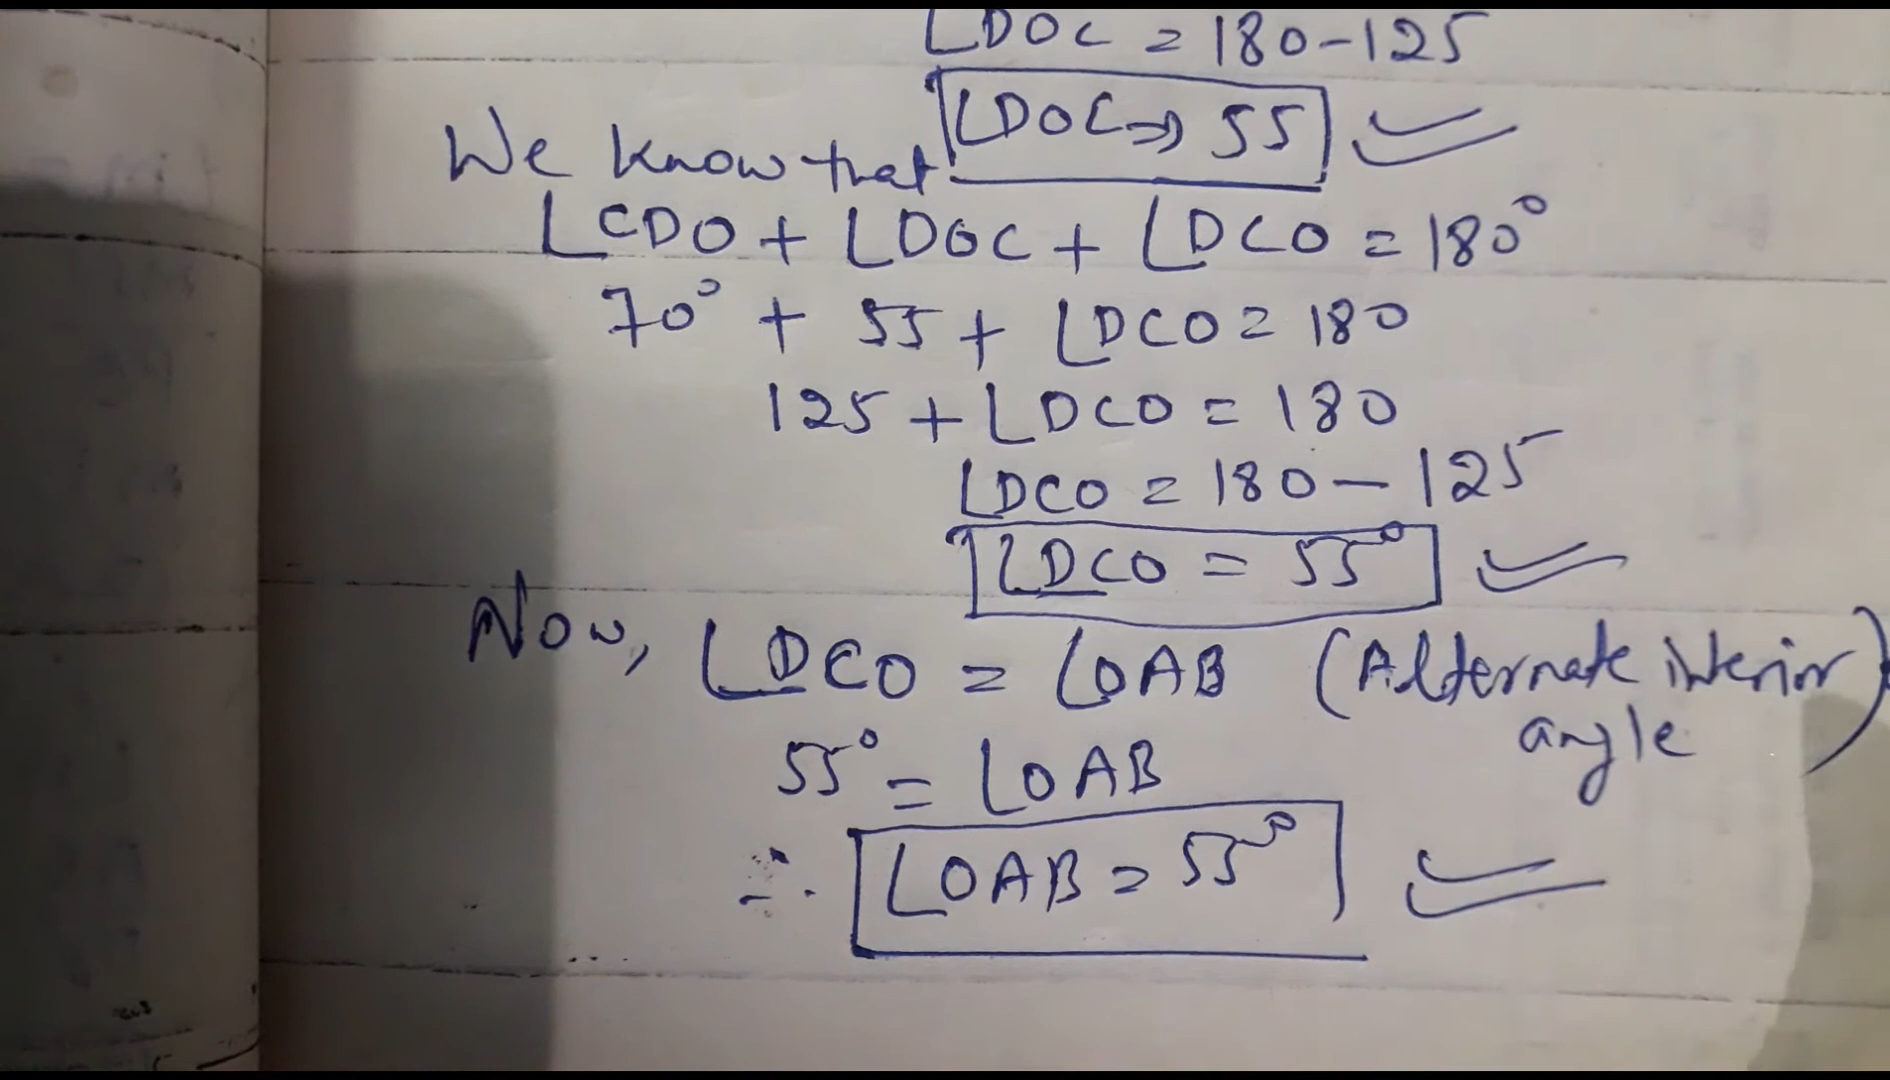 ∠DOC = 180-125
∠DOC ⇒ 55
We know that
∠CDO + ∠DOC + ∠DCO = 180°
70° + 55 + ∠DCO = 180
125 + ∠DCO = 180
∠DCO = 180 - 125
∠DCO = 55°
Now, ∠DCO = ∠OAB (Alternate interior
angle)
55° = ∠OAB
∴ ∠OAB = 55°